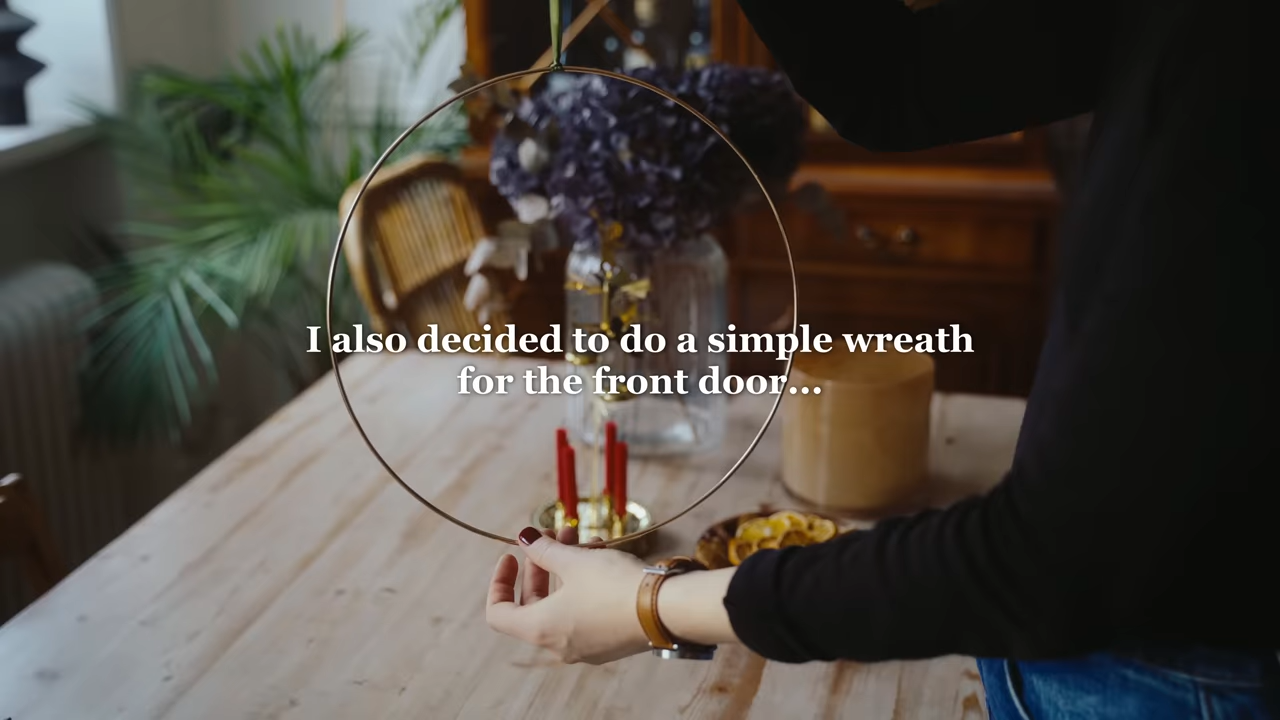 I also decided to do a simple wreath
for the front door...